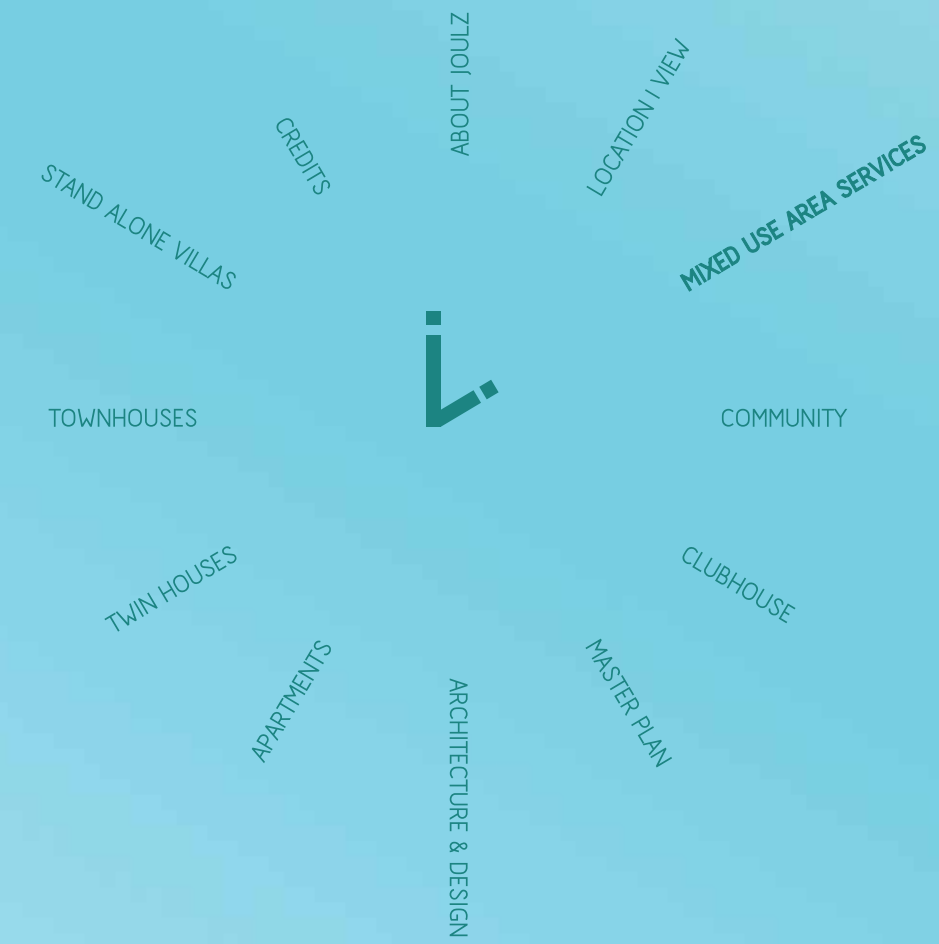 ABOUT JOULZ
LOCATION / VIEW
MIXED USE AREA SERVICES
COMMUNITY
CLUBHOUSE
MASTER PLAN
ARCHITECTURE & DESIGN
APARTMENTS
TWIN HOUSES
TOWNHOUSES
STAND ALONE VILLAS
CREDITS